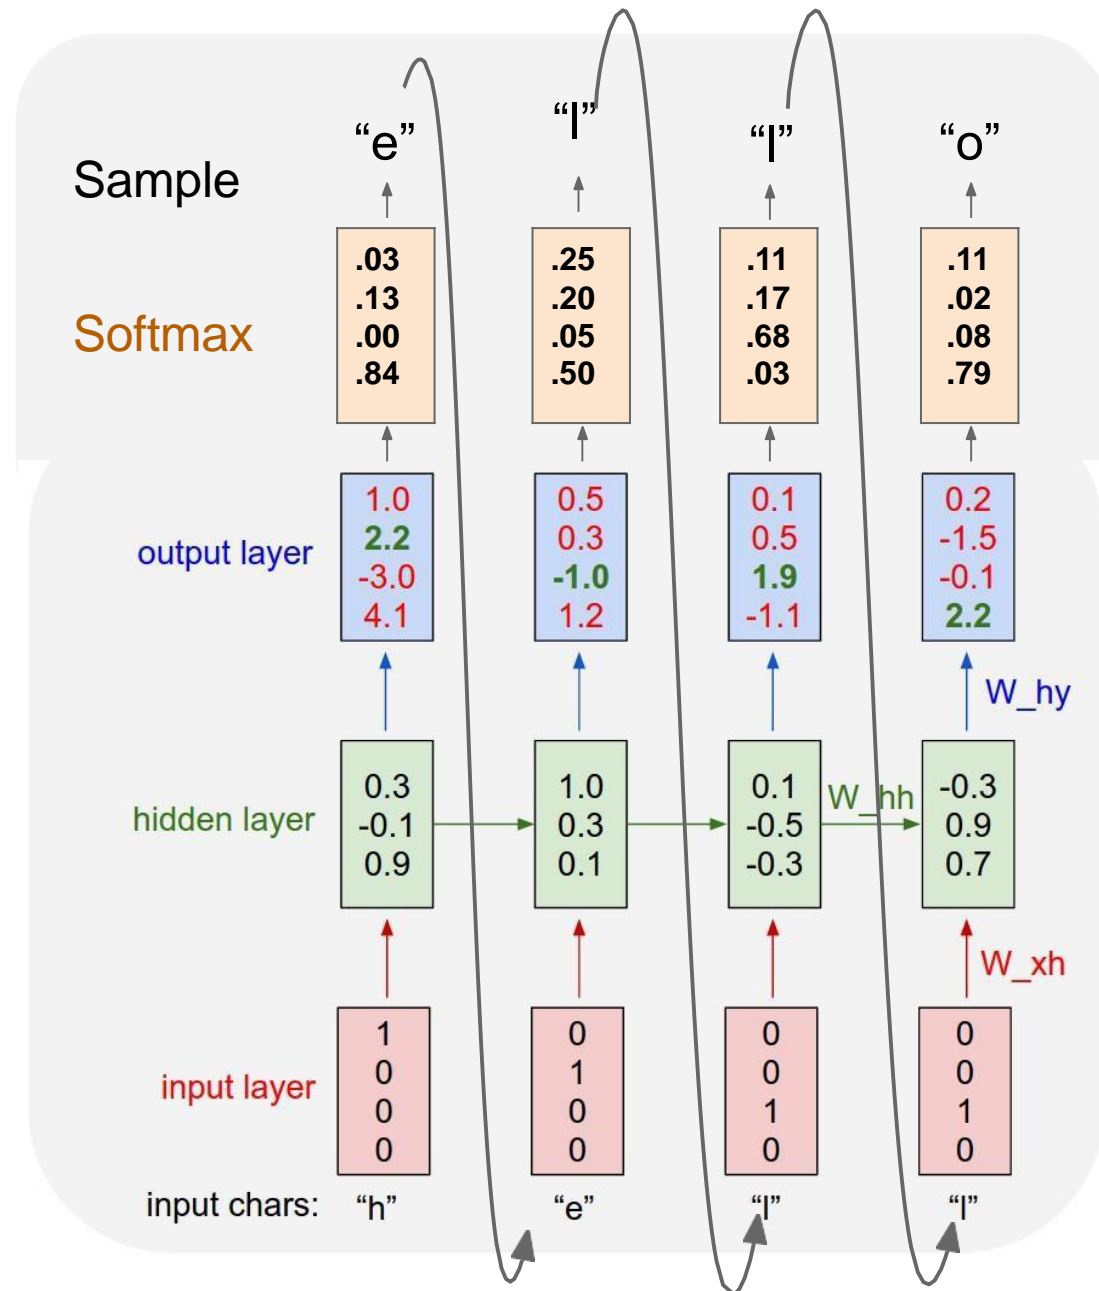 “e” “l” “l” “o”
Sample
.03 .25 .11 .11
.13 .20 .17 .02
Softmax
.00 .05 .68 .08
.84 .50 .03 .79
1.0 0.5 0.1 0.2
2.2 0.3 0.5 -1.5
output layer
-3.0 -1.0 1.9 -0.1
4.1 1.2 -1.1 2.2
W_hy
0.3 1.0 0.1 -0.3
W_hh
hidden layer
-0.1 0.3 -0.5 0.9
0.9 0.1 -0.3 0.7
W_xh
1 0 0 0
0 1 0 0
input layer
0 0 1 1
0 0 0 0
input chars: “h” “e” “l” “l”